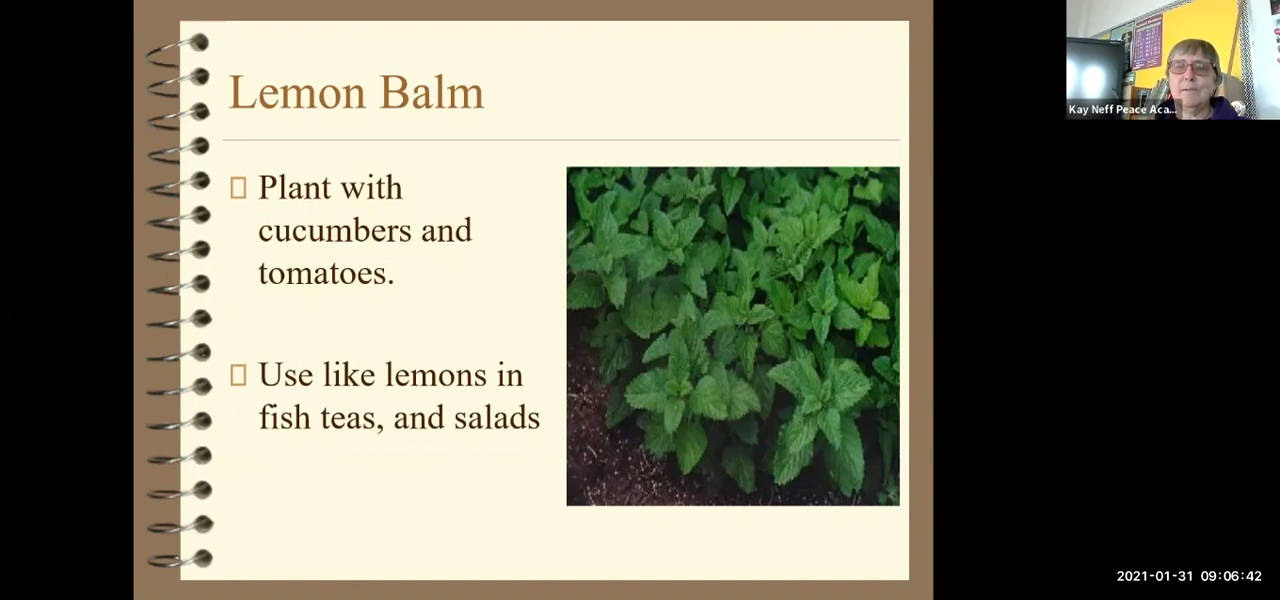 Lemon Balm
Plant with
cucumbers and
tomatoes.
Use like lemons in
fish teas, and salads
Kay Neff Peace Aca...
2021-01-31 09:06:42